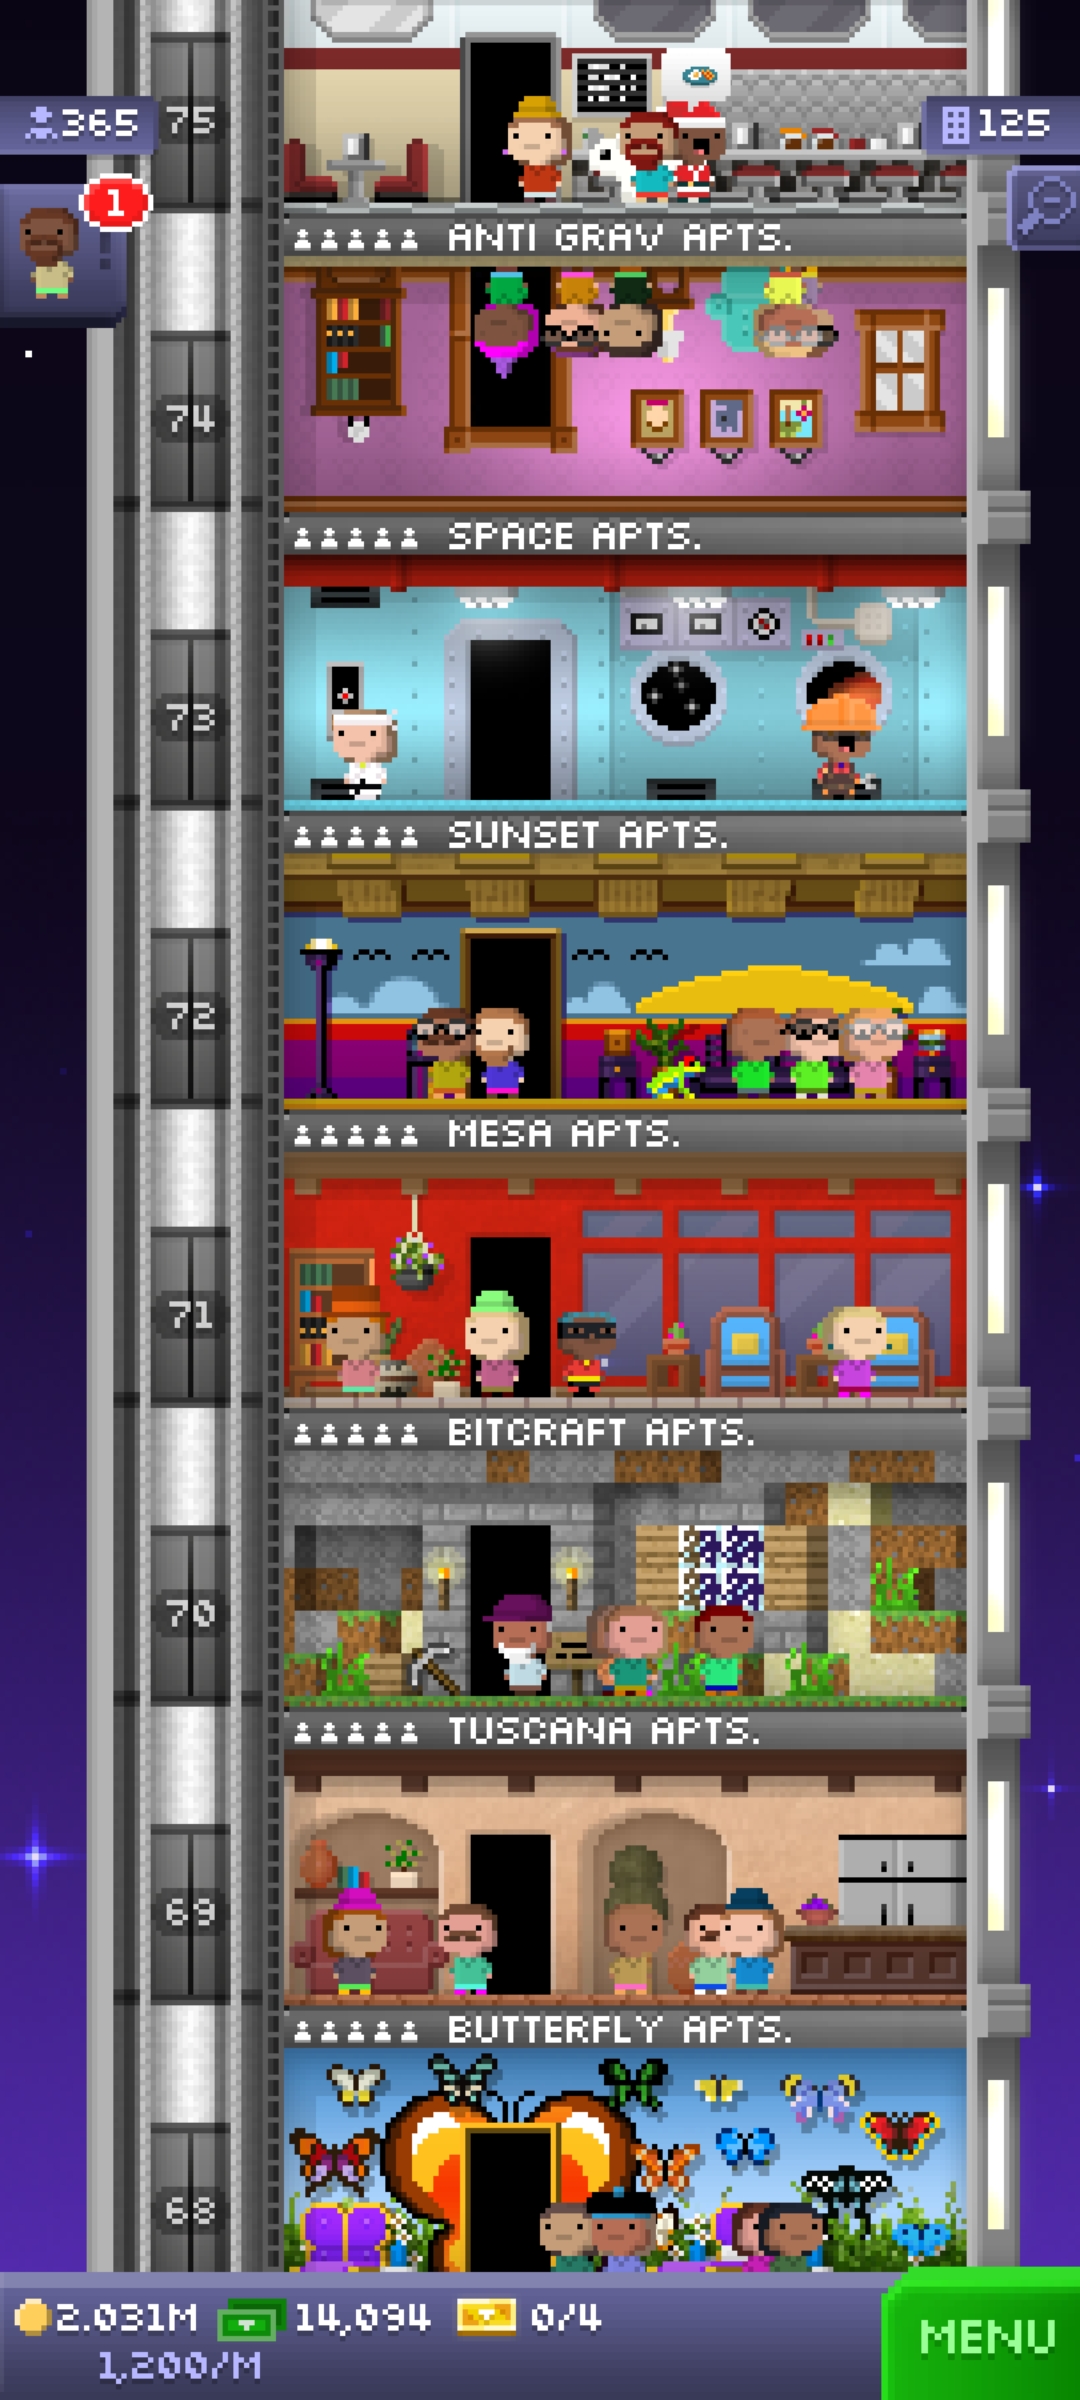 75
365
125
1
ANTI GRAV APTS.
74
SPACE APTS.
73
SUNSET APTS.
72
MESA APTS.
71
BITCRAFT APTS.
70
TUSCANA APTS.
69
BUTTERFLY APTS.
68
2.031M 14,094 0/4
1,200/M
MENU